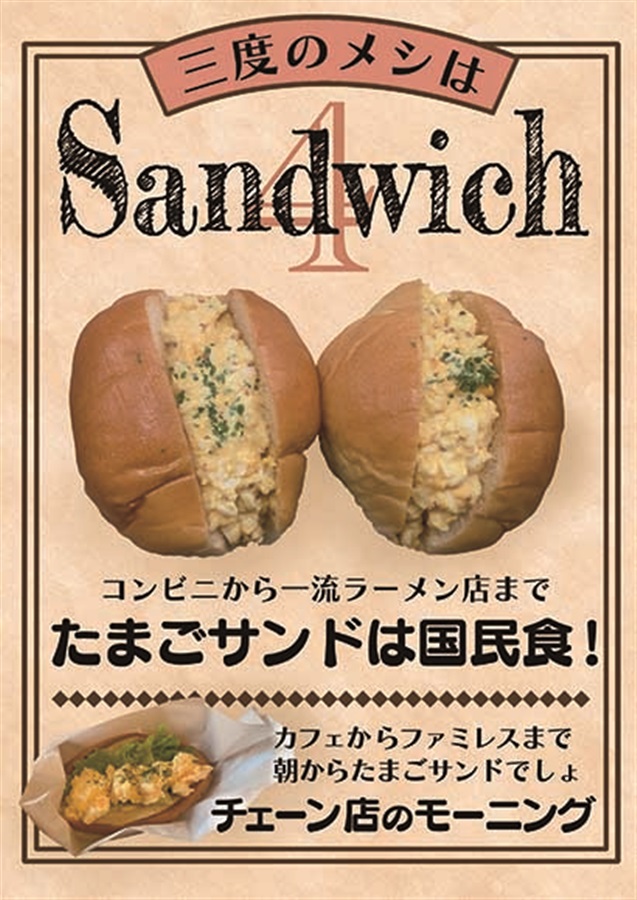 三度のメシは
Sandwich
4
コンビニから一流ラーメン店まで
たまごサンドは国民食!
カフェからファミレスまで
朝からたまごサンドでしょ
チェーン店のモーニング